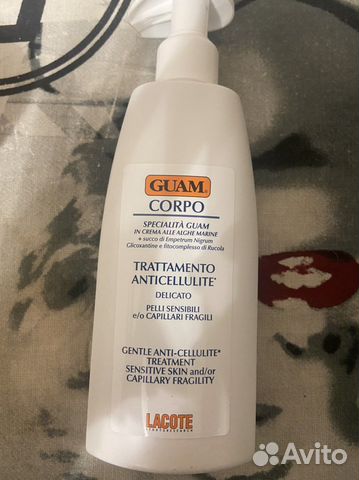 GUAM
CORPO
SPECIALITÀ GUAM
IN CREMA ALLE ALGHE MARINE
+ succo di Empetrum Nigrum
Glicoxantine e fitocomplesso di Rucola
TRATTAMENTO
ANTICELLULITE*
DELICATO
PELLI SENSIBILI
e/o CAPILLARI FRAGILI
GENTLE ANTI-CELLULITE*
TREATMENT
SENSITIVE SKIN and/or
CAPILLARY FRAGILITY
LACOTE
Avito